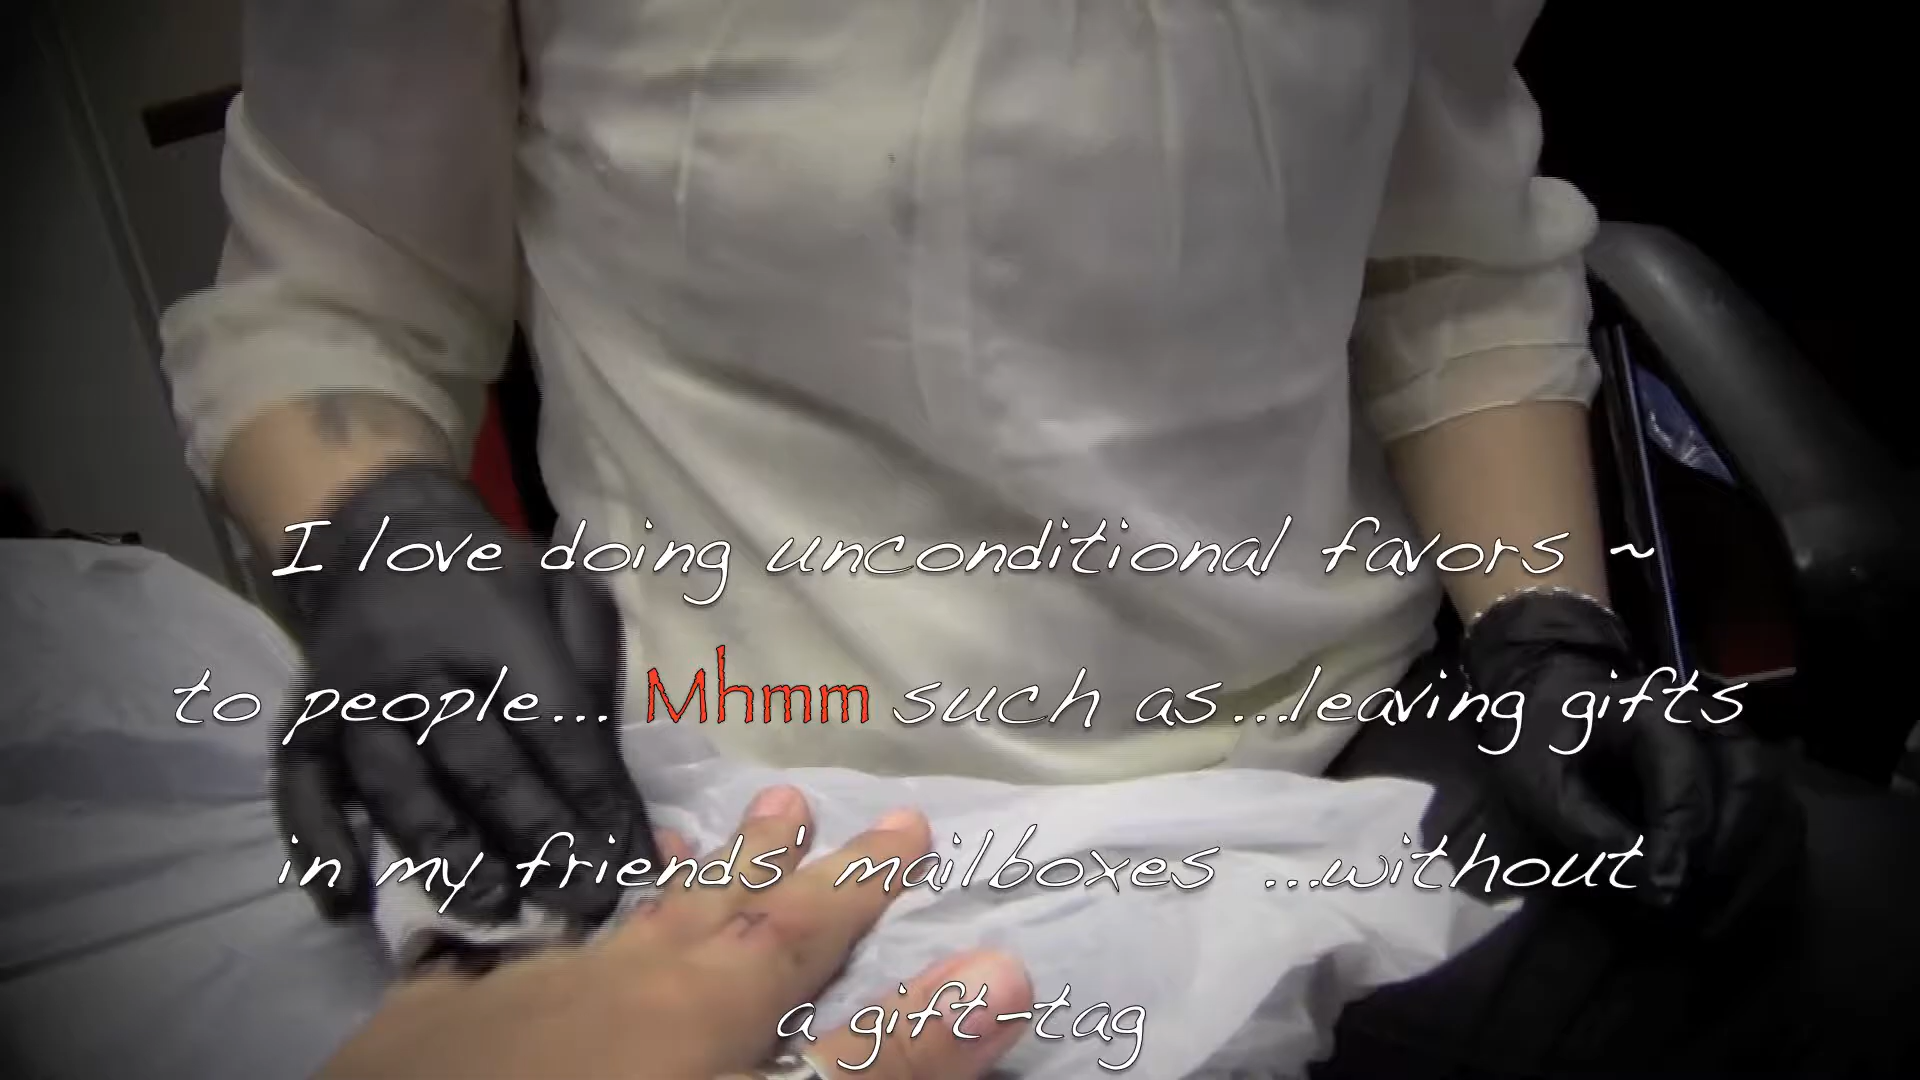 I love doing unconditional favors ~
to people... Mhmm such as...leaving gifts
in my friends' mailboxes ...without
a gift-tag